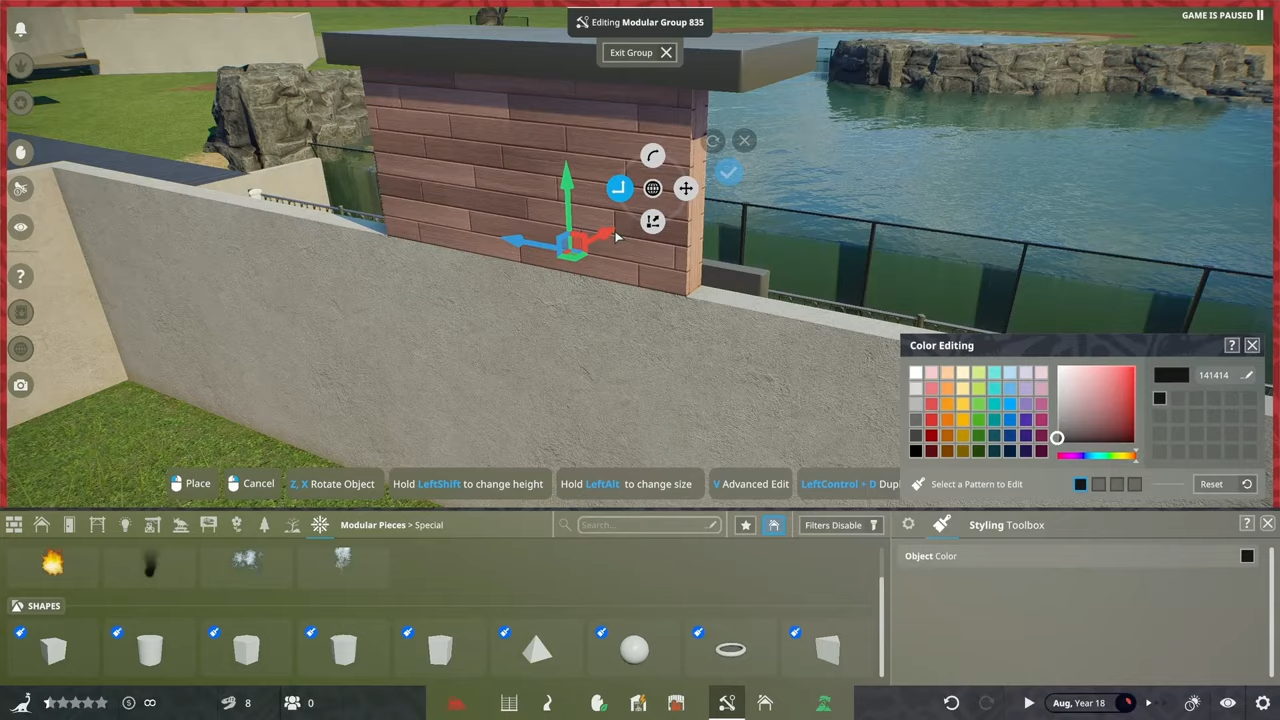 Editing Modular Group 835
GAME IS PAUSED
Exit Group
Color Editing
?
141414
Place
Cancel
Z, X Rotate Object
Hold LeftShift to change height
Hold LeftAlt to change size
V Advanced Edit
LeftControl + D Dup
Select a Pattern to Edit
Reset
Modular Pieces > Special
Search...
Filters Disable
Styling Toolbox
?
Object Color
SHAPES
?
8
0
Aug, Year 18